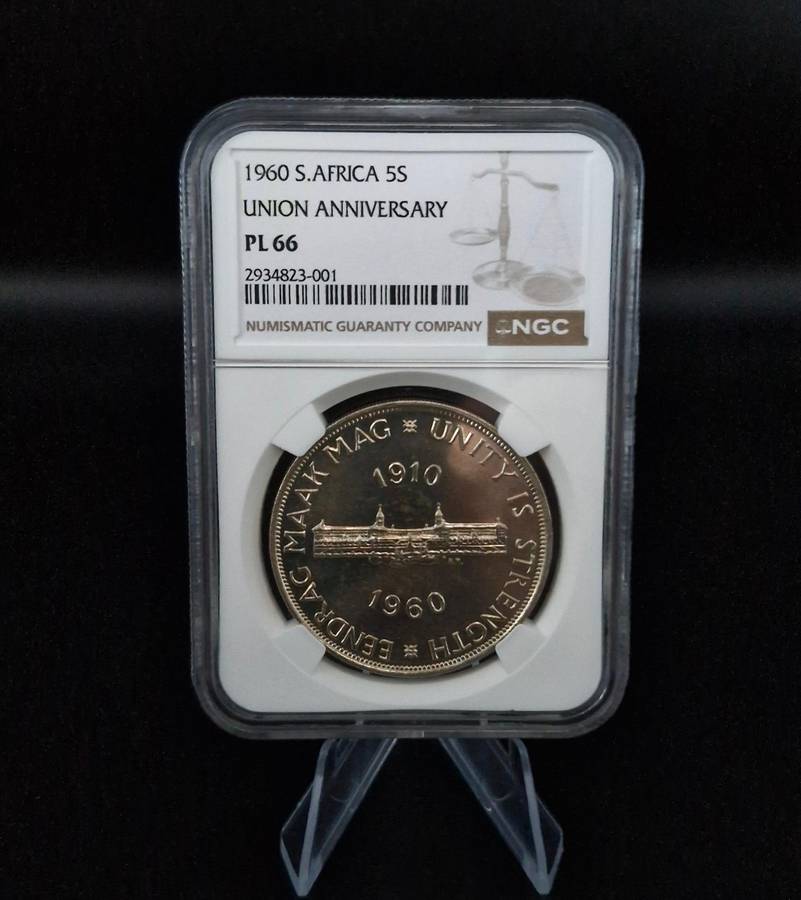 1960 S.AFRICA 5S
UNION ANNIVERSARY
PL 66
2934823-001
NUMISMATIC GUARANTY COMPANY NGC
EENDRAG MAAK MAG UNITY IS STRENGTH
1910
1960